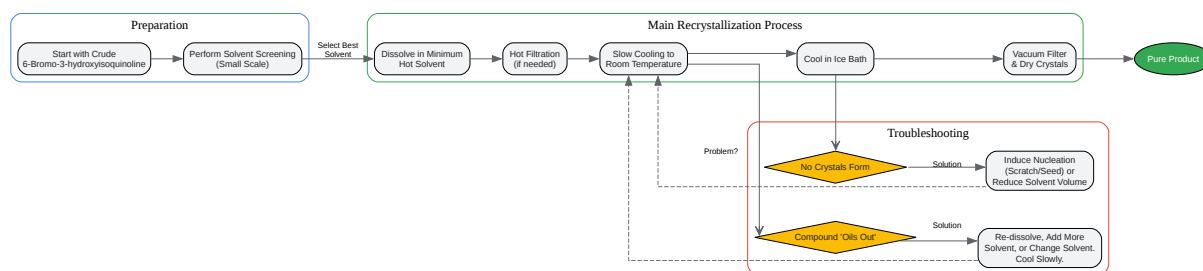 Preparation
Start with Crude
6-Bromo-3-hydroxyisoquinoline
Perform Solvent Screening
(Small Scale)
Select Best
Solvent
Main Recrystallization Process
Dissolve in Minimum
Hot Solvent
Hot Filtration
(if needed)
Slow Cooling to
Room Temperature
Cool in Ice Bath
Vacuum Filter
& Dry Crystals
Pure Product
Problem?
Troubleshooting
No Crystals Form
Solution
Induce Nucleation
(Scratch/Seed) or
Reduce Solvent Volume
Compound 'Oils Out'
Solution
Re-dissolve, Add More
Solvent, or Change Solvent.
Cool Slowly.